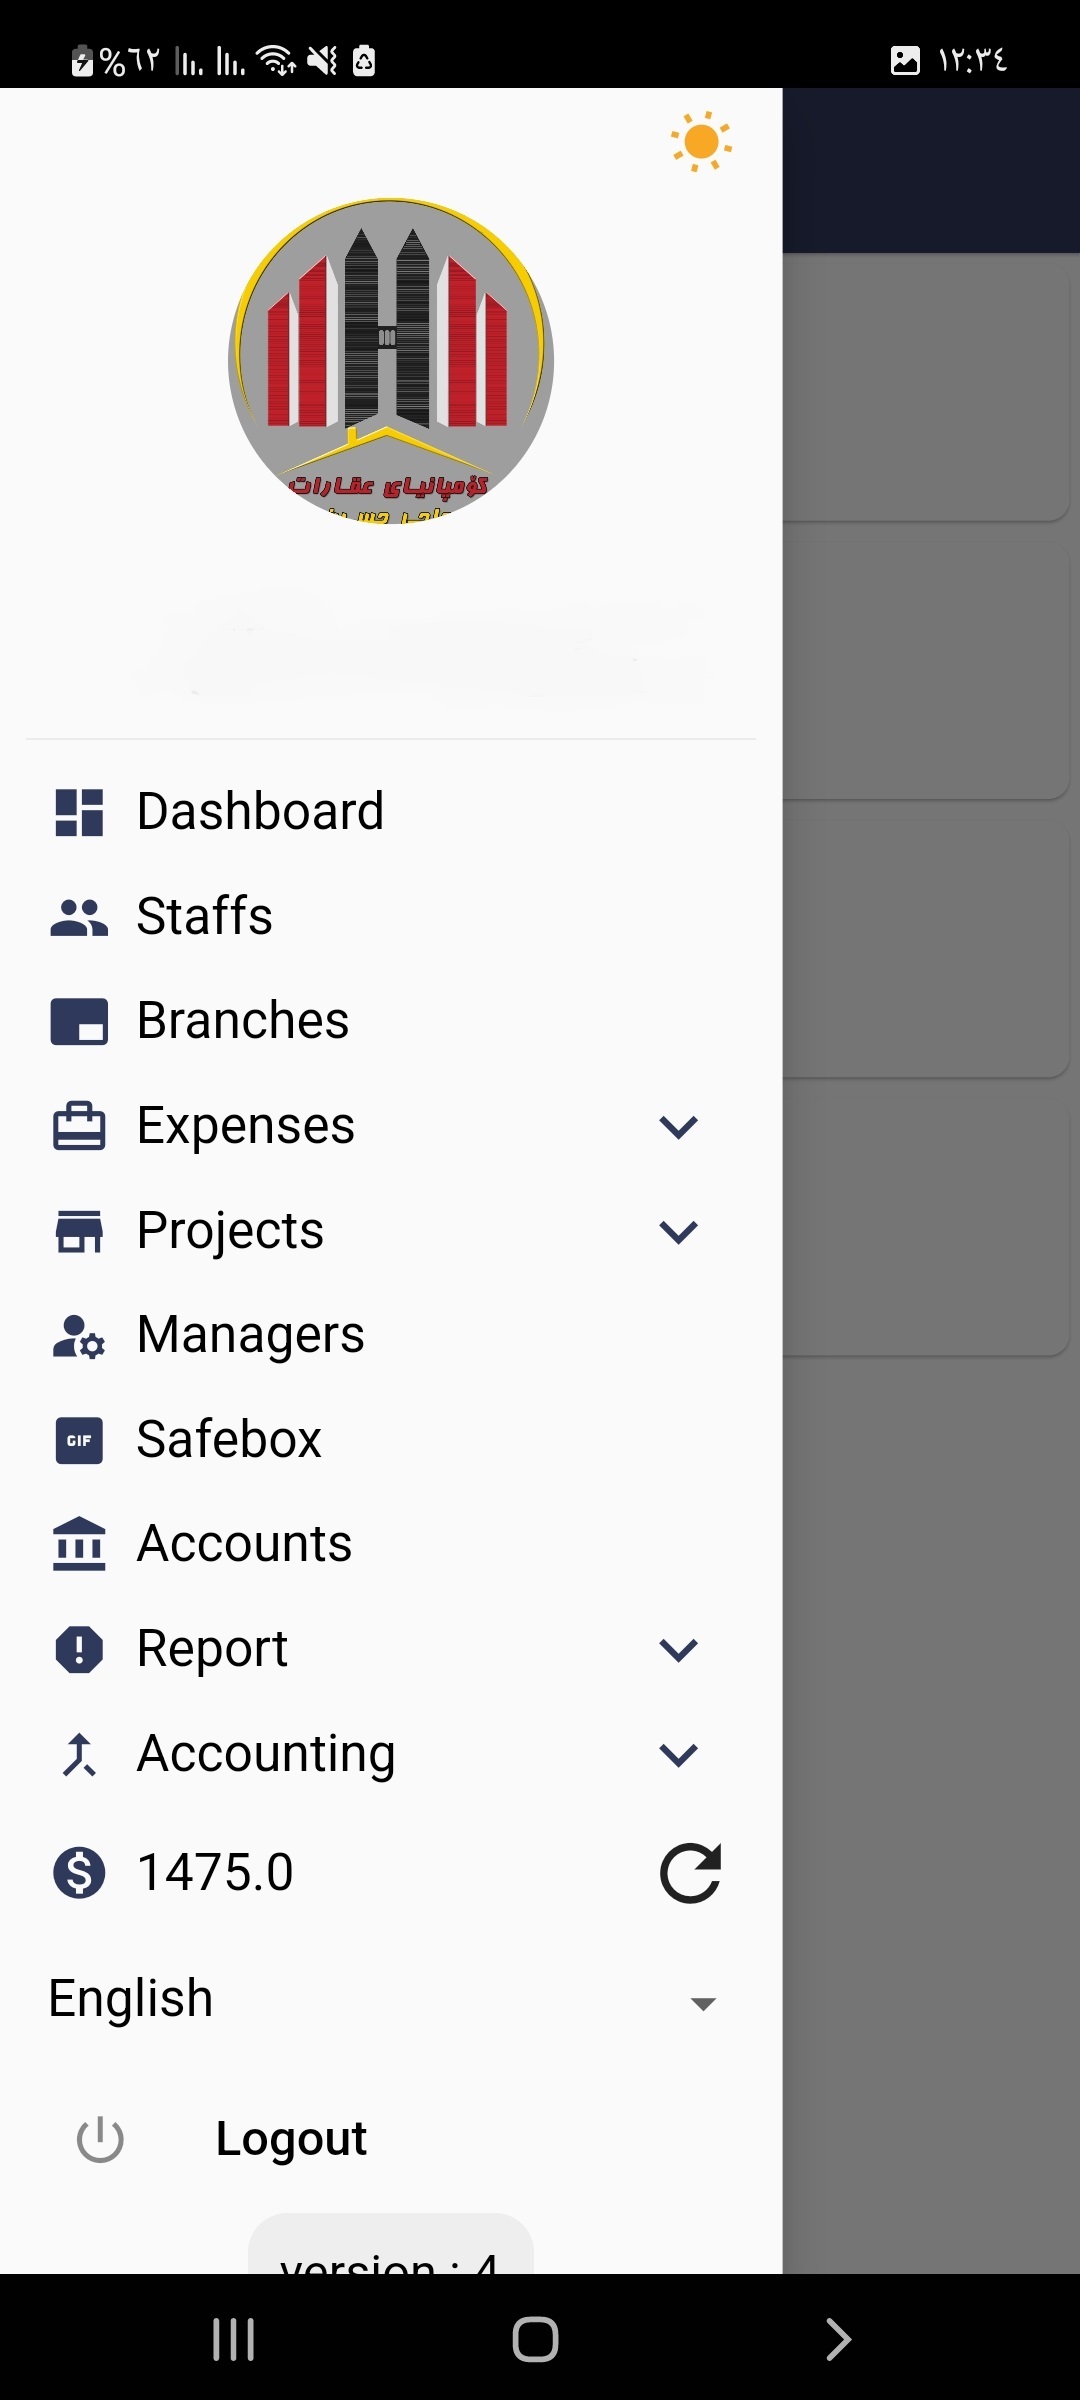 %٦٢
١٢:٣٤
كۆمپانیای عقارات
Dashboard
Staffs
Branches
Expenses
Projects
Managers
GIF Safebox
Accounts
Report
Accounting
1475.0
English
Logout
version : 4